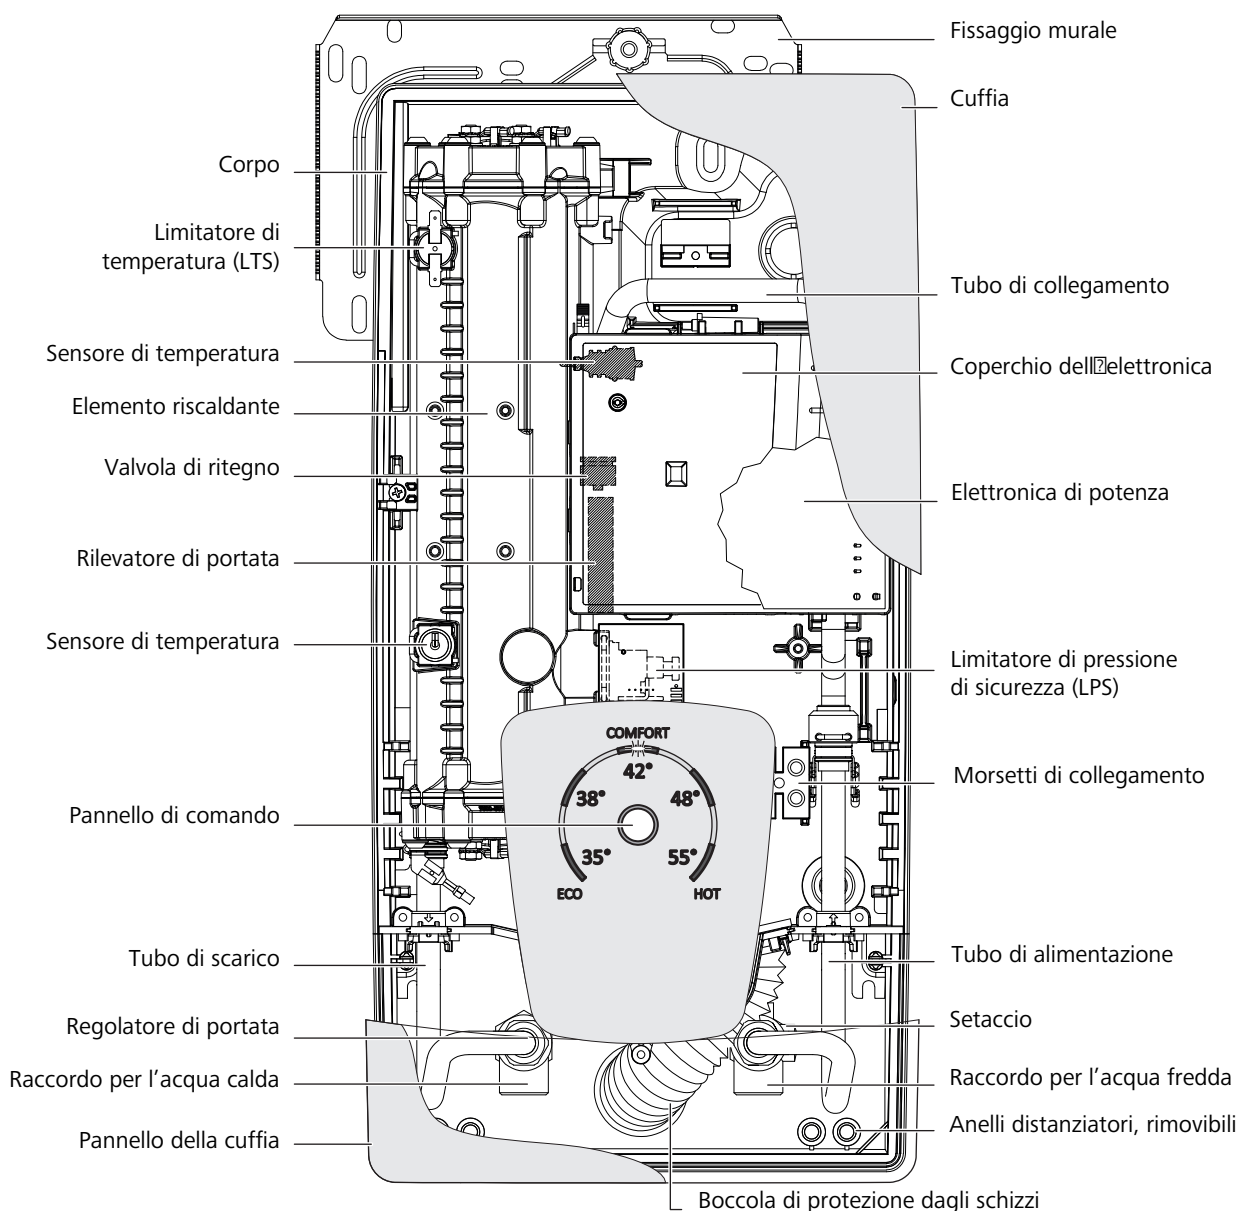 Fissaggio murale
Cuffia
Corpo
Limitatore di
temperatura (LTS)
Tubo di collegamento
Sensore di temperatura
Coperchio dell�elettronica
Elemento riscaldante
Valvola di ritegno
Elettronica di potenza
Rilevatore di portata
Sensore di temperatura
Limitatore di pressione
di sicurezza (LPS)
COMFORT
42°
38°
48°
35°
55°
ECO
HOT
Morsetti di collegamento
Pannello di comando
Tubo di scarico
Tubo di alimentazione
Regolatore di portata
Setaccio
Raccordo per l'acqua calda
Raccordo per l'acqua fredda
Anelli distanziatori, rimovibili
Pannello della cuffia
Boccola di protezione dagli schizzi